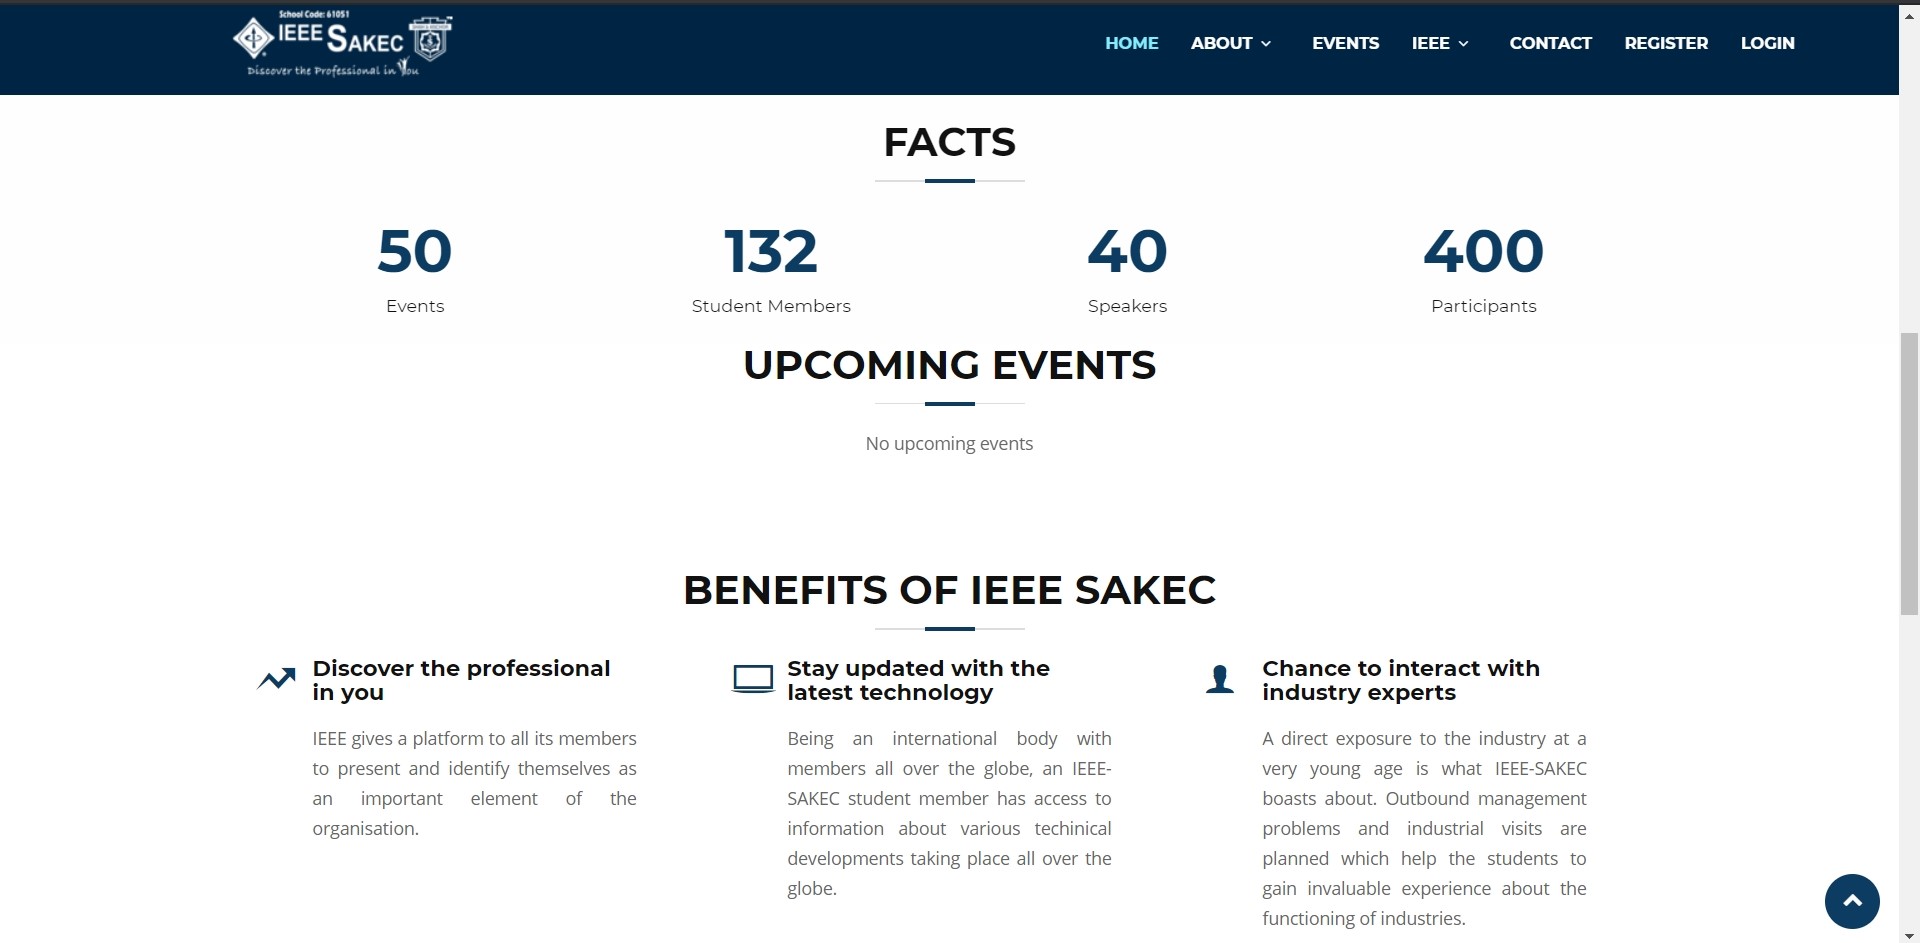 School Code: 61051
IEEE SAKEC
Discover the Professional in You
HOME ABOUT EVENTS IEEE CONTACT REGISTER LOGIN
FACTS
50 132 40 400
Events Student Members Speakers Participants
UPCOMING EVENTS
No upcoming events
BENEFITS OF IEEE SAKEC
Discover the professional
in you
IEEE gives a platform to all its members
to present and identify themselves as
an important element of the
organisation.
Stay updated with the
latest technology
Being an international body with
members all over the globe, an IEEE-
SAKEC student member has access to
information about various techinical
developments taking place all over the
globe.
Chance to interact with
industry experts
A direct exposure to the industry at a
very young age is what IEEE-SAKEC
boasts about. Outbound management
problems and industrial visits are
planned which help the students to
gain invaluable experience about the
functioning of industries.